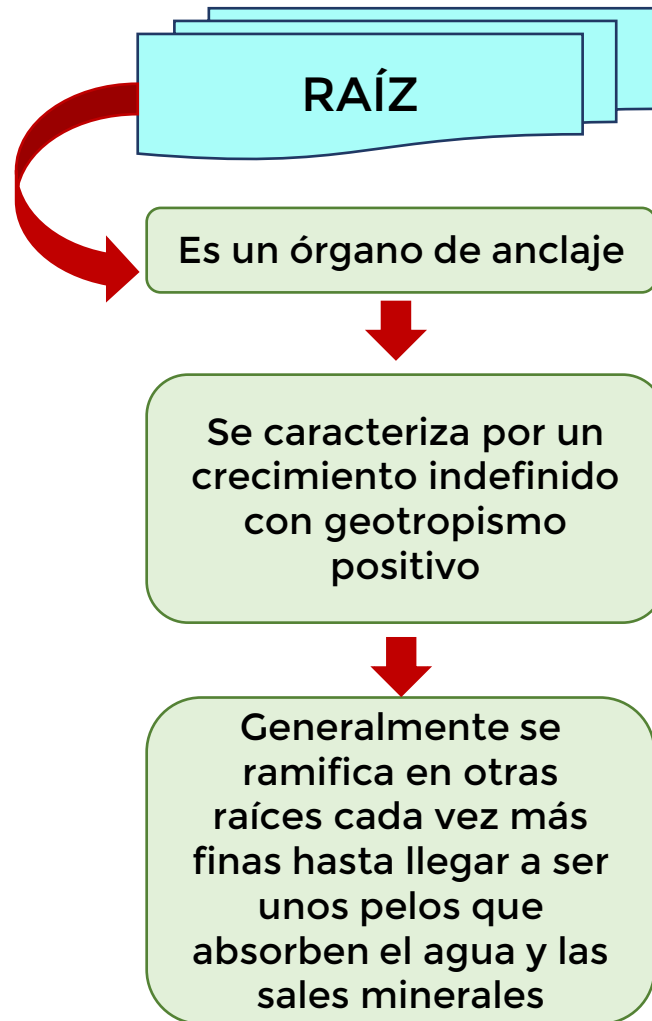 RAÍZ
Es un órgano de anclaje
Se caracteriza por un
crecimiento indefinido
con geotropismo
positivo
Generalmente se
ramifica en otras
raíces cada vez más
finas hasta llegar a ser
unos pelos que
absorben el agua y las
sales minerales